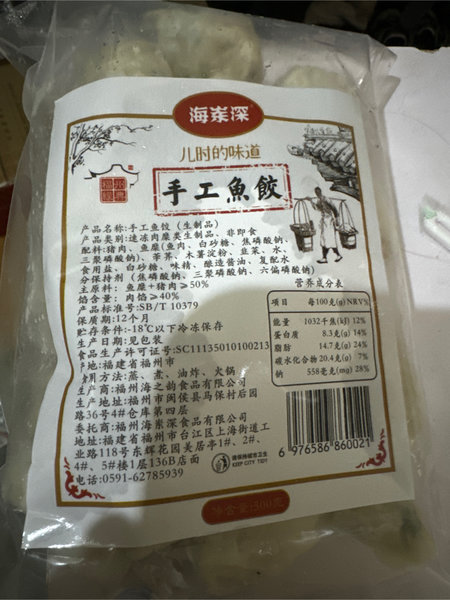 海岽深
儿时的味道
手工魚餃
产品名称:手工魚饺(生制品)
产品类别:速冻肉糜类生制品、非即食
配料:猪肉、鱼糜(鱼肉、白砂糖、焦磷酸钠、
三聚磷酸钠)、荸荠、木薯淀粉、韭菜、水、
食用盐、白砂糖、味精、酿造酱油、复配水
分保持剂(焦磷酸钠、三聚磷酸钠、六偏磷酸钠)
主原料:鱼糜+猪肉≥50%
馅含量:肉馅≥40%
产品标准号:SB/T 10379
保质期:12个月
贮存条件:-18℃以下冷冻保存
生产日期:见包装
食品生产许可证号:SC11135010100213
产地:福建省福州市
食用方法:蒸、煮、油炸、火锅
生产商:福州海之韵食品有限公司
生产地址:福州市闽侯县马保村后园
路36号4#仓库第四层
委托商:福州海岽深食品有限公司
地址:福建省福州市台江区上海街道工
业路118号东辉花园美居亭1#、2#、
4#、5#楼1层136B店面
电话:0591-62785939
营养成分表
项目 每100克(g) NRV%
能量 1032千焦(kj) 12%
蛋白质 8.3克(g) 14%
脂肪 14.7克(g) 24%
碳水化合物 20.4克(g) 7%
钠 558毫克(mg) 28%
6 976586 860021
请保持城市卫生
KEEP CITY TIDY
净含量:500克